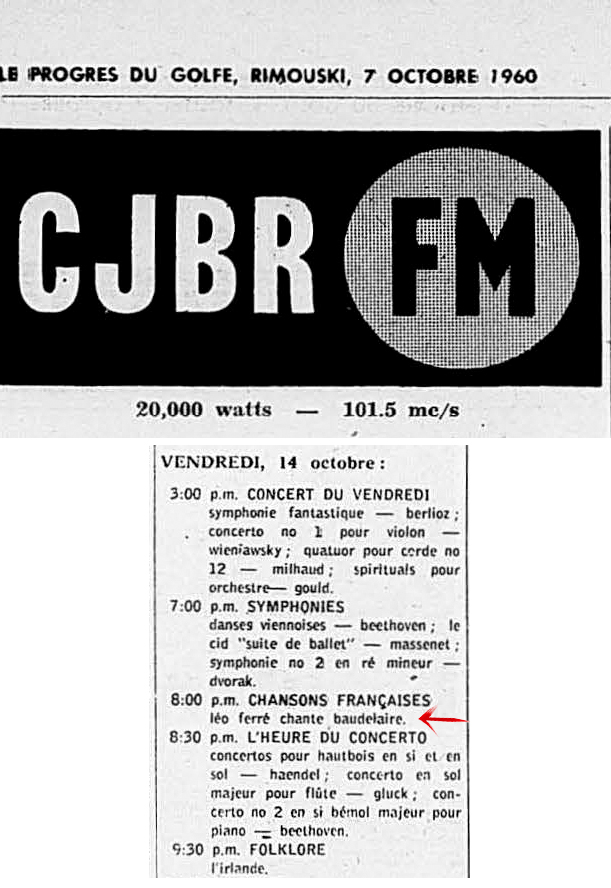 LE PROGRES DU GOLFE, RIMOUSKI, 7 OCTOBRE 1960
CJBR FM
20,000 watts — 101.5 mc/s
VENDREDI, 14 octobre :
3:00 p.m. CONCERT DU VENDREDI
symphonie fantastique — berlioz ;
concerto no 1 pour violon —
wieniawsky ; quatuor pour corde no
12 — milhaud ; spirituals pour
orchestre— gould.
7:00 p.m. SYMPHONIES
danses viennoises — beethoven ; le
cid "suite de ballet" — massenet ;
symphonie no 2 en ré mineur —
dvorak.
8:00 p.m. CHANSONS FRANÇAISES
léo ferré chante baudelaire.
8:30 p.m. L'HEURE DU CONCERTO
concertos pour hautbois en si et en
sol — haendel ; concerto en sol
majeur pour flûte — gluck ; con-
certo no 2 en si bémol majeur pour
piano — beethoven.
9:30 p.m. FOLKLORE
l'irlande.